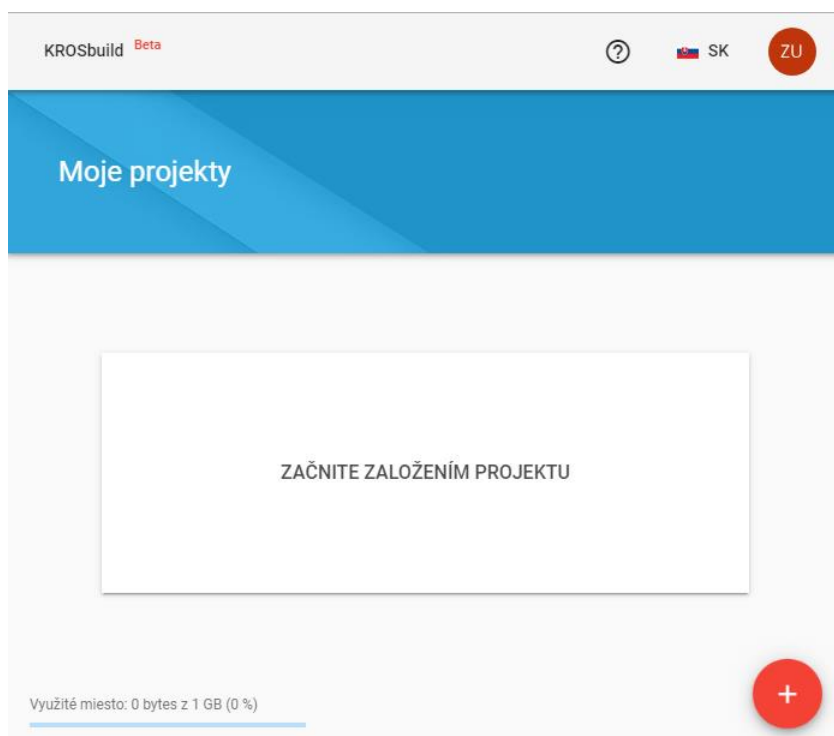 KROSbuild Beta
SK
ZU
Moje projekty
ZAČNITE ZALOŽENÍM PROJEKTU
Využité miesto: 0 bytes z 1 GB (0 %)